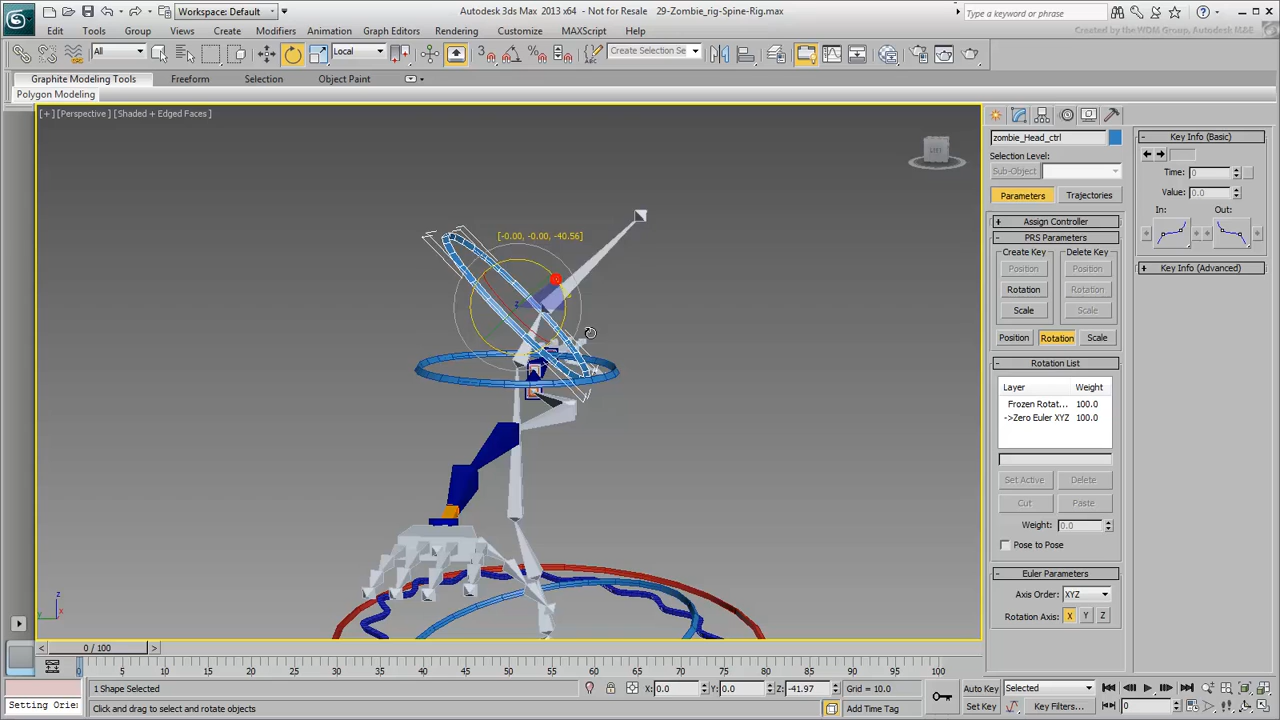 Autodesk 3ds Max 2013 x64 - Not for Resale 29-Zombie_rig-Spine-Rig.max
Workspace: Default
Type a keyword or phrase
Edit Tools Group Views Create Modifiers Animation Graph Editors Rendering Customize MAXScript Help
Created by the WDM Group, Autodesk M&E
All Local Create Selection Se
Graphite Modeling Tools Freeform Selection Object Paint
Polygon Modeling
[+] [Perspective] [Shaded + Edged Faces]
[-0.00, -0.00, -40.56]
zombie_Head_ctrl
Selection Level:
Sub-Object
Parameters Trajectories
+ Assign Controller
- PRS Parameters
Create Key Delete Key
Position Position
Rotation Rotation
Scale Scale
Position Rotation Scale
- Rotation List
Layer Weight
Frozen Rotat... 100.0
->Zero Euler XYZ 100.0
Set Active Delete
Cut Paste
Weight: 0.0
Pose to Pose
- Euler Parameters
Axis Order: XYZ
Rotation Axis: X Y Z
- Key Info (Basic)
Time: 0
Value: 0.0
In: Out:
+ Key Info (Advanced)
z
x
y
0 / 100
0 5 10 15 20 25 30 35 40 45 50 55 60 65 70 75 80 85 90 95 100
1 Shape Selected X: 0.0 Y: 0.0 Z: -41.97 Grid = 10.0 Auto Key Selected
Setting Orie Click and drag to select and rotate objects Add Time Tag Set Key Key Filters... 0